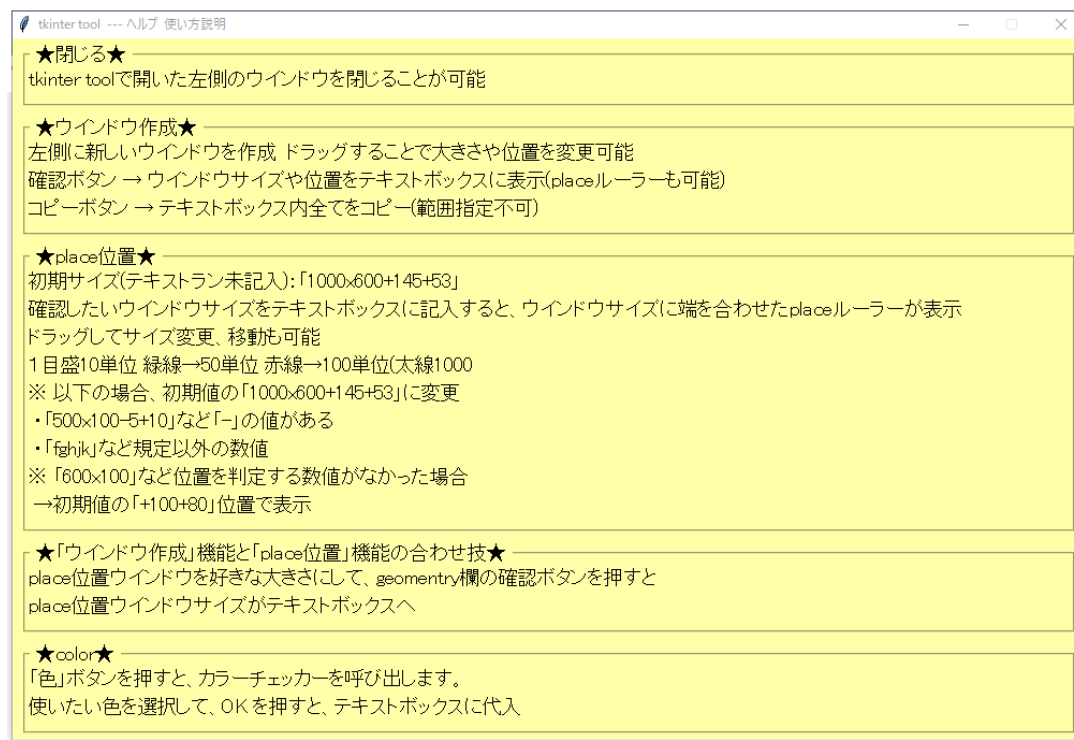 tkinter tool --- ヘルプ 使い方説明
★閉じる★
tkinter toolで開いた左側のウインドウを閉じることが可能
★ウインドウ作成★
左側に新しいウインドウを作成 ドラッグすることで大きさや位置を変更可能
確認ボタン → ウインドウサイズや位置をテキストボックスに表示(placeルーラーも可能)
コピーボタン → テキストボックス内全てをコピー(範囲指定不可)
★place位置★
初期サイズ(テキストラン未記入):「1000x600+145+53」
確認したいウインドウサイズをテキストボックスに記入すると、ウインドウサイズに端を合わせたplaceルーラーが表示
ドラッグしてサイズ変更、移動も可能
１目盛10単位 緑線→50単位 赤線→100単位(太線1000
※ 以下の場合、初期値の「1000x600+145+53」に変更
・「500x100-5+10」など「-」の値がある
・「fghjk」など規定以外の数値
※ 「600x100」など位置を判定する数値がなかった場合
→初期値の「+100+80」位置で表示
★「ウインドウ作成」機能と「place位置」機能の合わせ技★
place位置ウインドウを好きな大きさにして、geomentry欄の確認ボタンを押すと
place位置ウインドウサイズがテキストボックスへ
★color★
「色」ボタンを押すと、カラーチェッカーを呼び出します。
使いたい色を選択して、OKを押すと、テキストボックスに代入